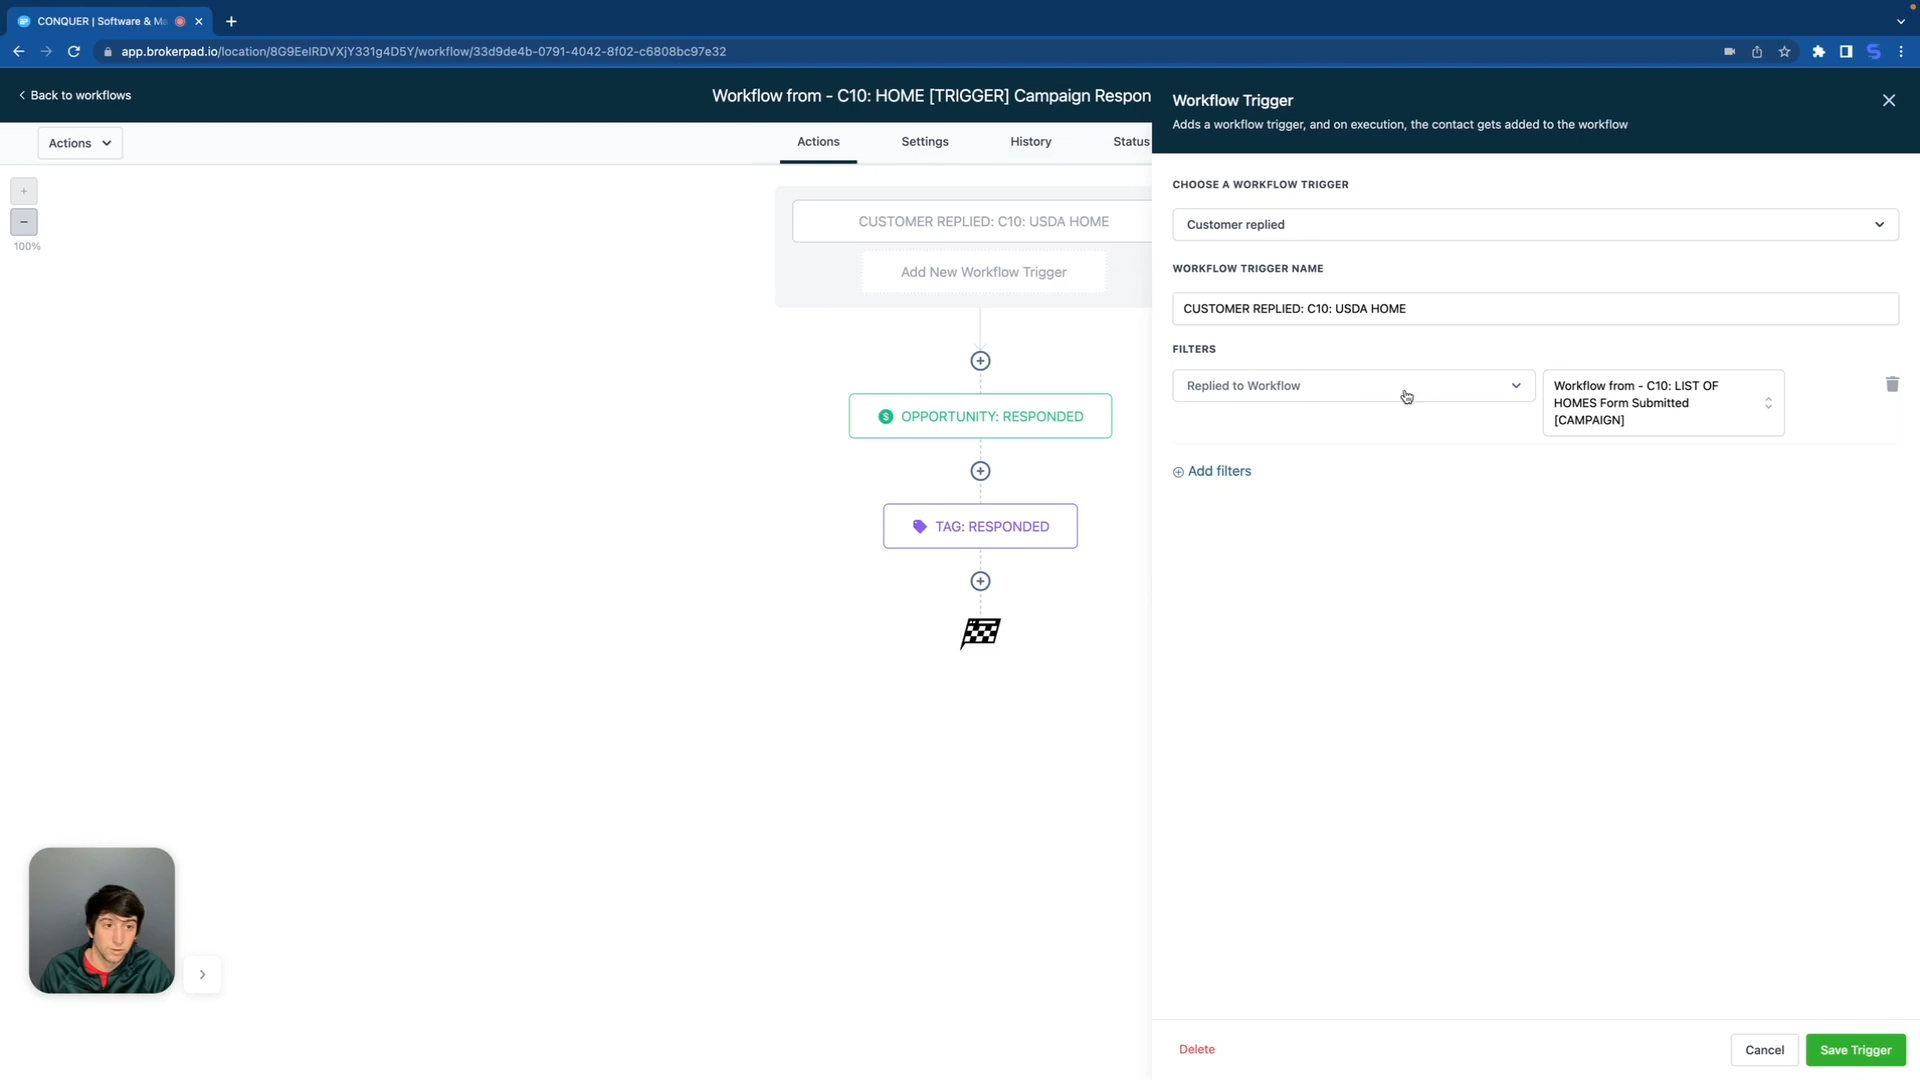 CONQUER | Software & Ma
app.brokerpad.io/location/8G9EelRDVXjY331g4D5Y/workflow/33d9de4b-0791-4042-8f02-c6808bc97e32
Back to workflows
Workflow from - C10: HOME [TRIGGER] Campaign Respon
Actions
Actions
Settings
History
Status
100%
CUSTOMER REPLIED: C10: USDA HOME
Add New Workflow Trigger
OPPORTUNITY: RESPONDED
TAG: RESPONDED
Workflow Trigger
Adds a workflow trigger, and on execution, the contact gets added to the workflow
CHOOSE A WORKFLOW TRIGGER
Customer replied
WORKFLOW TRIGGER NAME
CUSTOMER REPLIED: C10: USDA HOME
FILTERS
Replied to Workflow
Workflow from - C10: LIST OF
HOMES Form Submitted
[CAMPAIGN]
Add filters
Delete
Cancel
Save Trigger